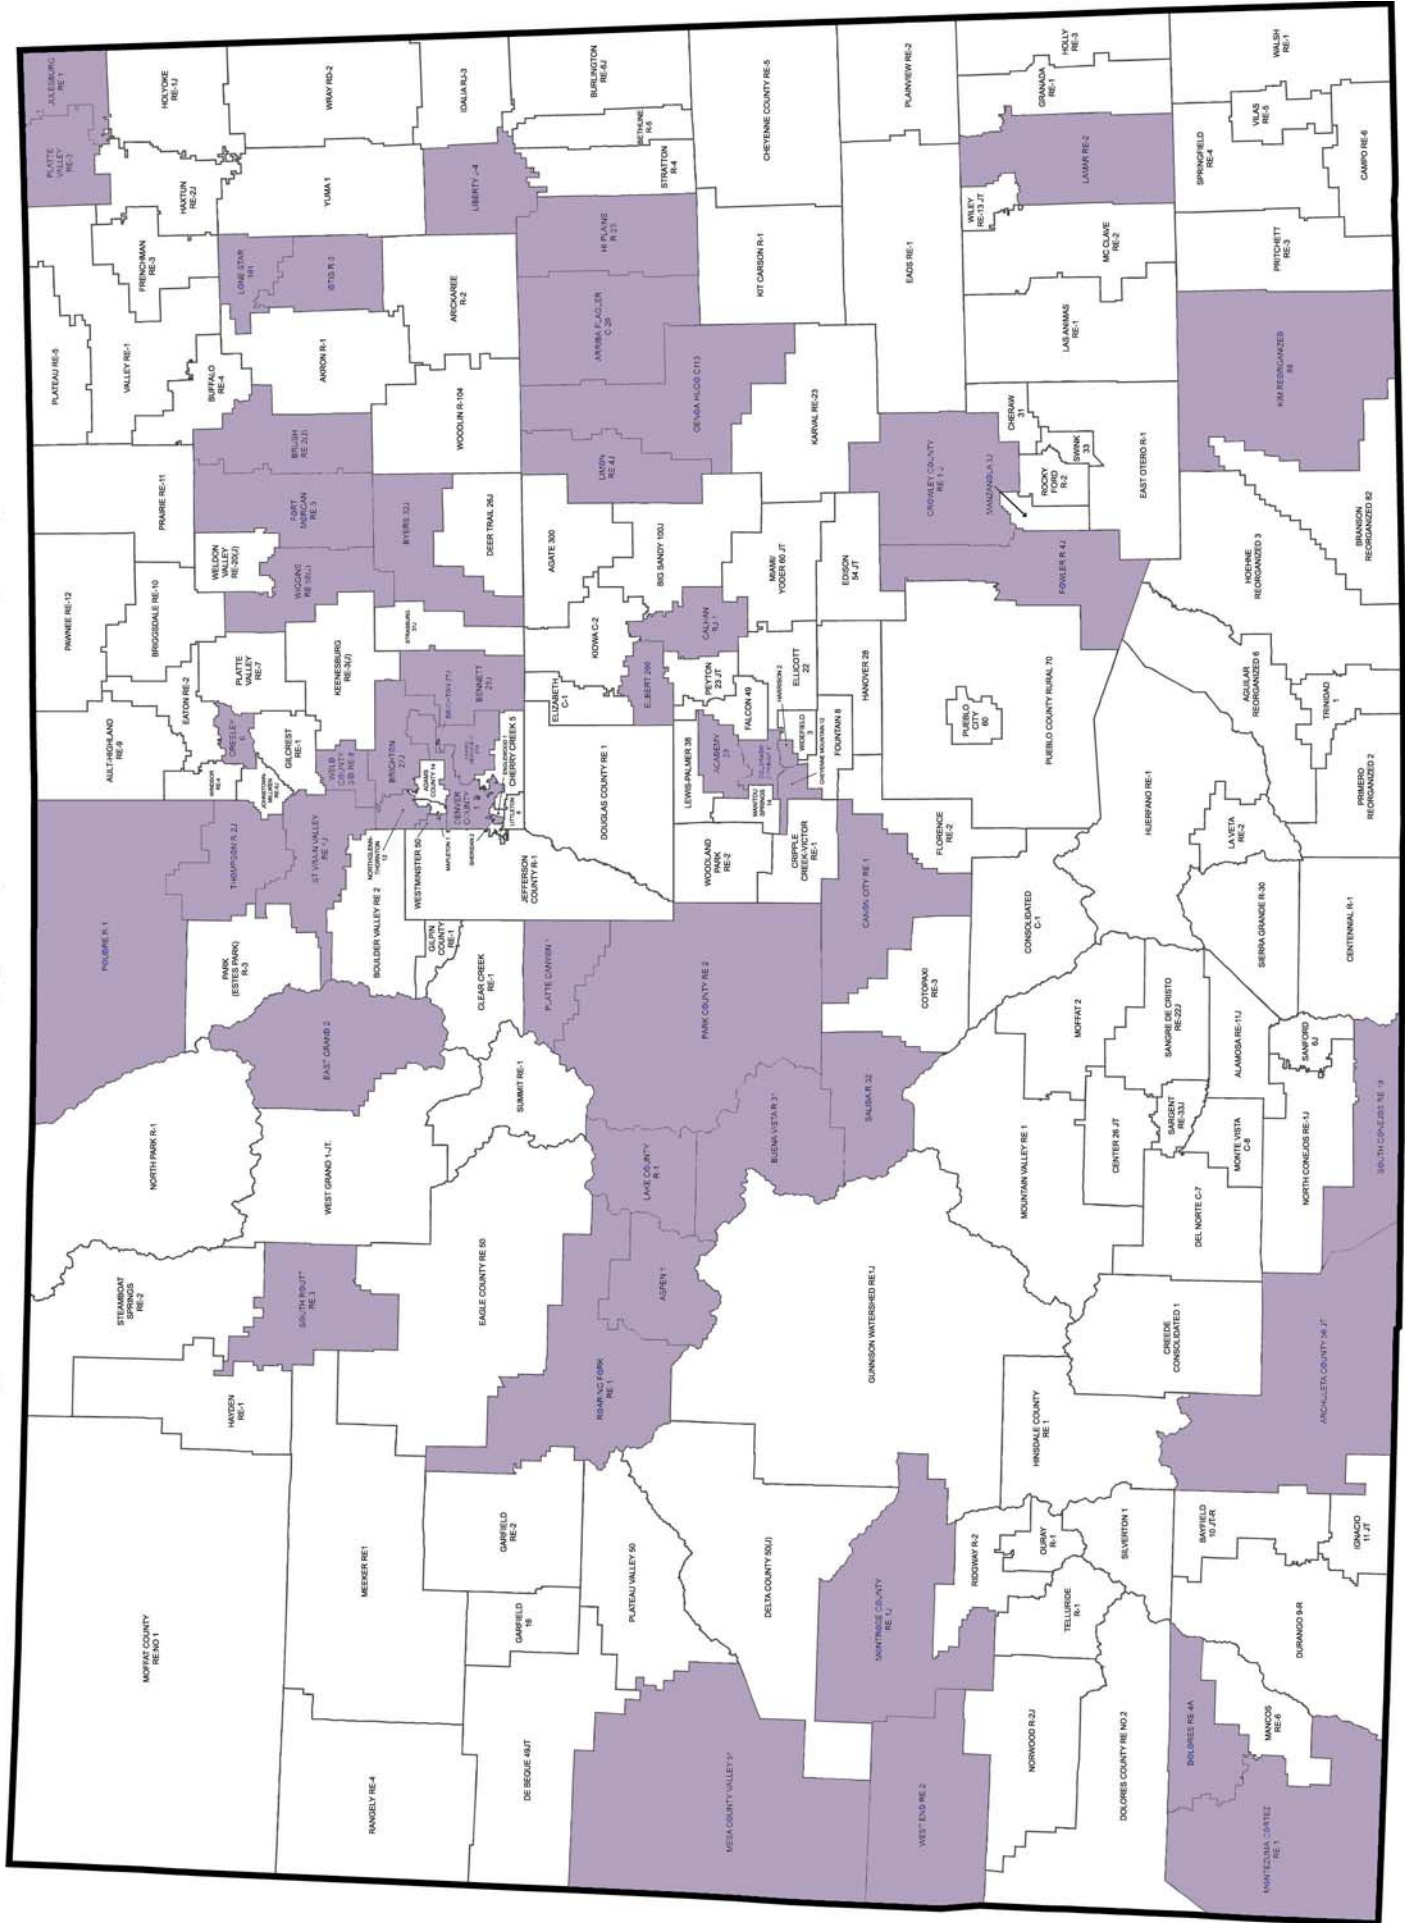 MOFFAT COUNTY
RE:NO 1
HAYDEN
RE-1
STEAMBOAT
SPRINGS
RE-2
NORTH PARK R-1
POUDRE R 1
AULT-HIGHLAND
RE-9
PAWNEE RE-12
BRIGGSDALE RE-10
PRAIRIE RE-11
PLATEAU RE-5
VALLEY RE-1
FRENCHMAN
RE-3
HAXTUN
RE-2J
PLATTE
VALLEY
RE-3
JULESBURG
RE 1
HOLYOKE
RE-1J
BUFFALO
RE-4
EATON RE-2
PLATTE
VALLEY
RE-7
WELDON
VALLEY
RE-20(J)
GREELEY
6
WINDSOR
RE-4
JOHNSTOWN-
MILLIKEN
RE-5J
GILCREST
RE-1
THOMPSON R 2J
PARK
(ESTES PARK)
R-3
ST VRAIN VALLEY
RE 1J
EAST GRAND 2
WEST GRAND 1-JT.
SOUTH ROUTT
RE 3
MEEKER RE1
RANGELY RE-4
KEENESBURG
RE-3(J)
WIGGINS
RE 50(J)
FORT
MORGAN
RE 3
BRUSH
RE 2(J)
LONE STAR
101
OTIS R 3
AKRON R-1
YUMA 1
WRAY RD-2
IDALIA RJ-3
LIBERTY J-4
ARICKAREE
R-2
WOODLIN R-104
BYERS 32J
DEER TRAIL 26J
STRASBURG
31J
BENNETT
29J
BRIGHTON 27J
BRIGHTON
27J
WELD
COUNTY
S/D RE-8
ADAMS
COUNTY 14
DENVER
COUNTY
1
NORTHGLENN-
THORNTON
12
WESTMINSTER 50
MAPLETON 1
SHERIDAN 2
LITTLETON
6
ENGLEWOOD 1
CHERRY CREEK 5
BOULDER VALLEY RE 2
GILPIN
COUNTY
RE-1
CLEAR CREEK
RE-1
JEFFERSON
COUNTY R-1
SUMMIT RE-1
EAGLE COUNTY RE 50
GARFIELD
RE-2
GARFIELD
16
DE BEQUE 49JT
PLATEAU VALLEY 50
ROARING FORK
RE 1
ASPEN 1
LAKE COUNTY
R 1
PLATTE CANYON 1
PARK COUNTY RE 2
BUENA VISTA R 31
SALIDA R 32
DOUGLAS COUNTY RE 1
ELIZABETH
C-1
KIOWA C-2
AGATE 300
ELBERT 200
BIG SANDY 100J
LIMON
RE 4J
GENOA HUGO C113
ARRIBA FLAGLER
C-20
HI PLAINS
R 23
STRATTON
R-4
BETHUNE
R-5
BURLINGTON
RE-6J
CHEYENNE COUNTY RE-5
KIT CARSON R-1
KARVAL RE-23
CALHAN
RJ 1
PEYTON
23 JT
FALCON 49
ACADEMY
20
LEWIS-PALMER 38
WOODLAND
PARK
RE-2
MANITOU
SPRINGS
14
CRIPPLE
CREEK-VICTOR
RE-1
HARRISON 2
WIDEFIELD
3
CHEYENNE MOUNTAIN 12
FOUNTAIN 8
ELLICOTT
22
MIAMI/
YODER 60 JT
EDISON
54 JT
HANOVER 28
PUEBLO
CITY
60
PUEBLO COUNTY RURAL 70
FLORENCE
RE-2
CANON CITY RE 1
COTOPAXI
RE-3
CONSOLIDATED
C-1
CROWLEY COUNTY
RE 1-J
MANZANOLA 3J
FOWLER R 4J
ROCKY
FORD
R-2
SWINK
33
CHERAW
31
EAST OTERO R-1
LAS ANIMAS
RE-1
MC CLAVE
RE-2
EADS RE-1
PLAINVIEW RE-2
WILEY
RE-13 JT
LAMAR RE-2
GRANADA
RE-1
HOLLY
RE-3
WALSH
RE-1
VILAS
RE-5
SPRINGFIELD
RE-4
CAMPO RE-6
PRITCHETT
RE-3
KIM REORGANIZED
88
BRANSON
REORGANIZED 82
HOEHNE
REORGANIZED 3
AGUILAR
REORGANIZED 6
TRINIDAD
1
PRIMERO
REORGANIZED 2
HUERFANO RE-1
LA VETA
RE-2
SIERRA GRANDE R-30
CENTENNIAL R-1
MOFFAT 2
SANGRE DE CRISTO
RE-22J
ALAMOSA RE-11J
SANFORD
6J
SOUTH CONEJOS RE 10
NORTH CONEJOS RE-1J
MONTE VISTA
C-8
SARGENT
RE-33J
CENTER 26 JT
DEL NORTE C-7
MOUNTAIN VALLEY RE 1
GUNNISON WATERSHED RE1J
CREEDE
CONSOLIDATED 1
HINSDALE COUNTY
RE 1
ARCHULETA COUNTY 50 JT
DELTA COUNTY 50(J)
MONTROSE COUNTY
RE 1J
RIDGWAY R-2
OURAY
R-1
SILVERTON 1
TELLURIDE
R-1
BAYFIELD
10 JT-R
IGNACIO
11 JT
DURANGO 9-R
MANCOS
RE-6
DOLORES RE 4A
MONTEZUMA CORTEZ
RE 1
DOLORES COUNTY RE NO.2
NORWOOD R-2J
WEST END RE 2
MESA COUNTY VALLEY 51